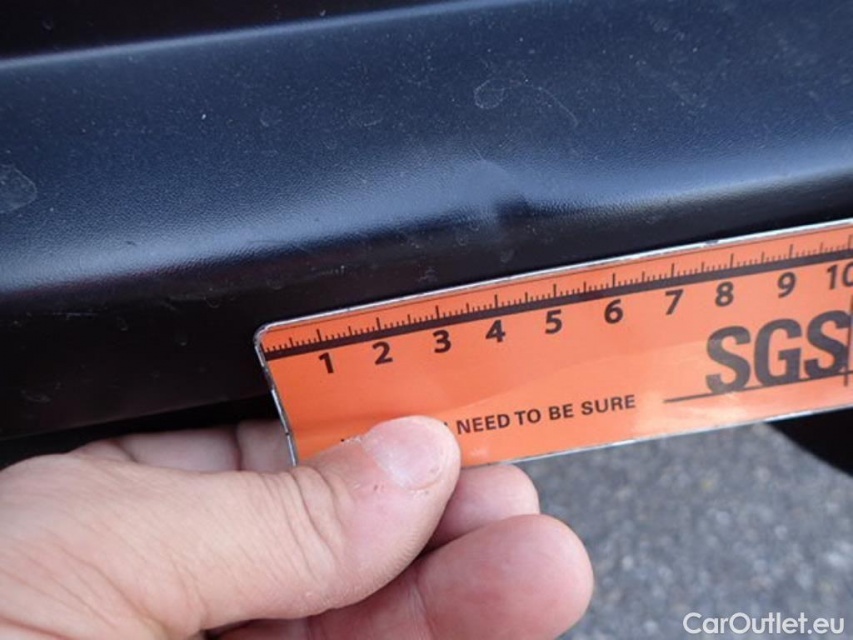 1 2 3 4 5 6 7 8 9 10
SGS
NEED TO BE SURE
CarOutlet.eu